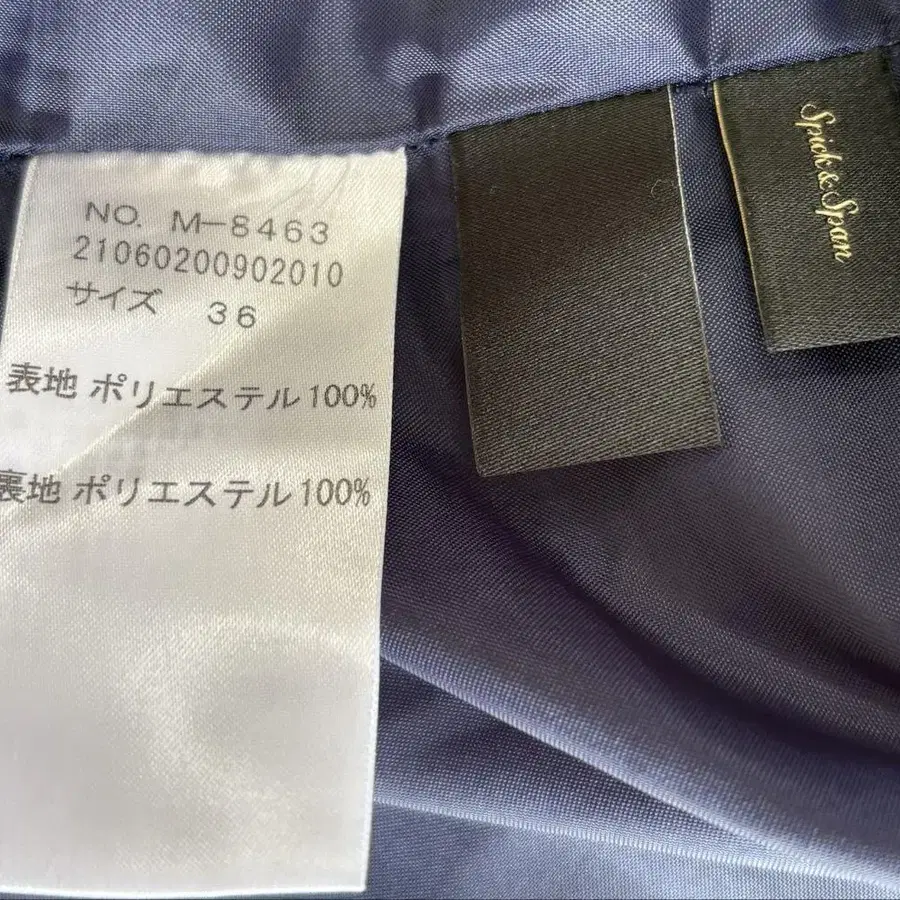 NO. M-8463
21060200902010
サイズ 36
表地 ポリエステル100%
裏地 ポリエステル100%
Spick&Span